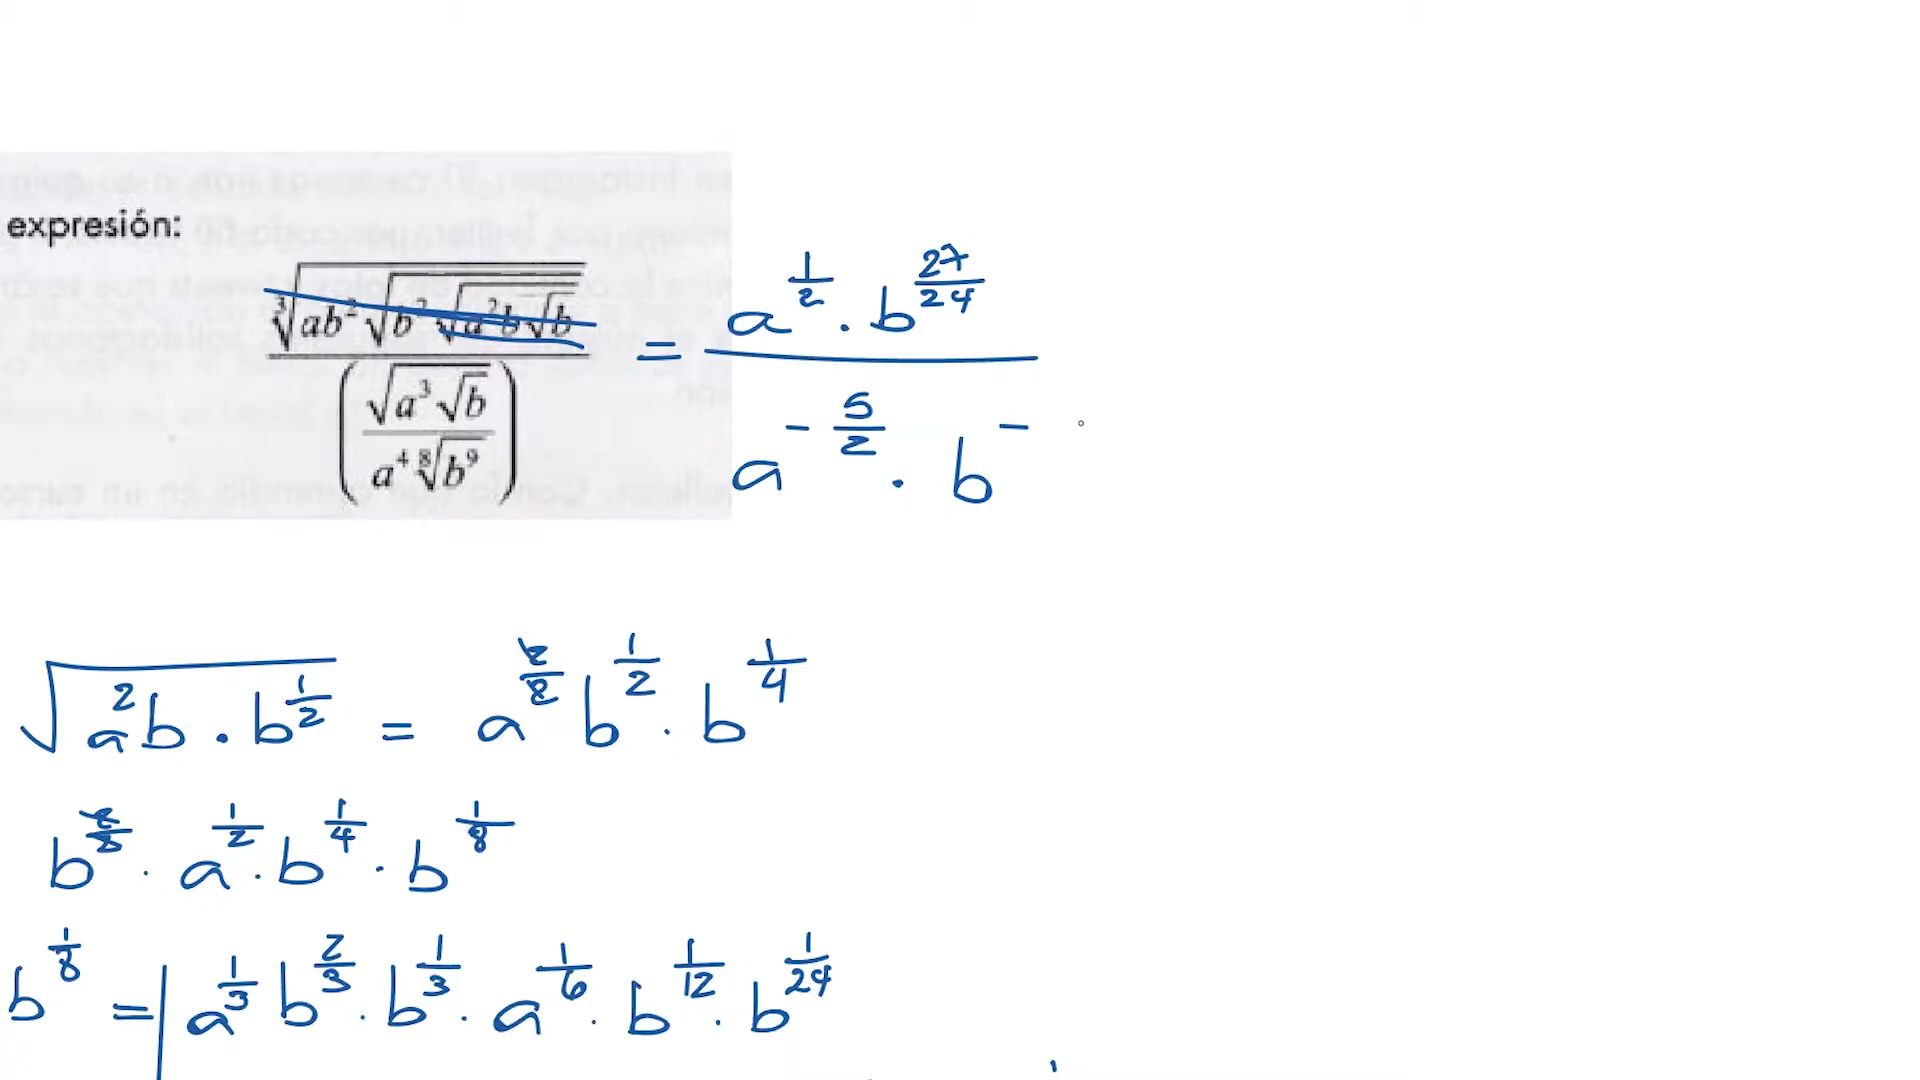 expresión:
∛(ab²√(b²√(a²b√b))) / (√(a³√b) / (a⁴ ⁸√(b⁹))) = a^(1/2) · b^(27/24) / a^(-5/2) · b^-
√(a²b · b^(1/2)) = a^(2/2) b^(1/2) · b^(1/4)
b^(2/2) · a^(1/2) · b^(1/4) · b^(1/8)
b^(1/8) = a^(1/3) b^(2/3) · b^(1/3) · a^(1/6) · b^(1/12) · b^(1/24)